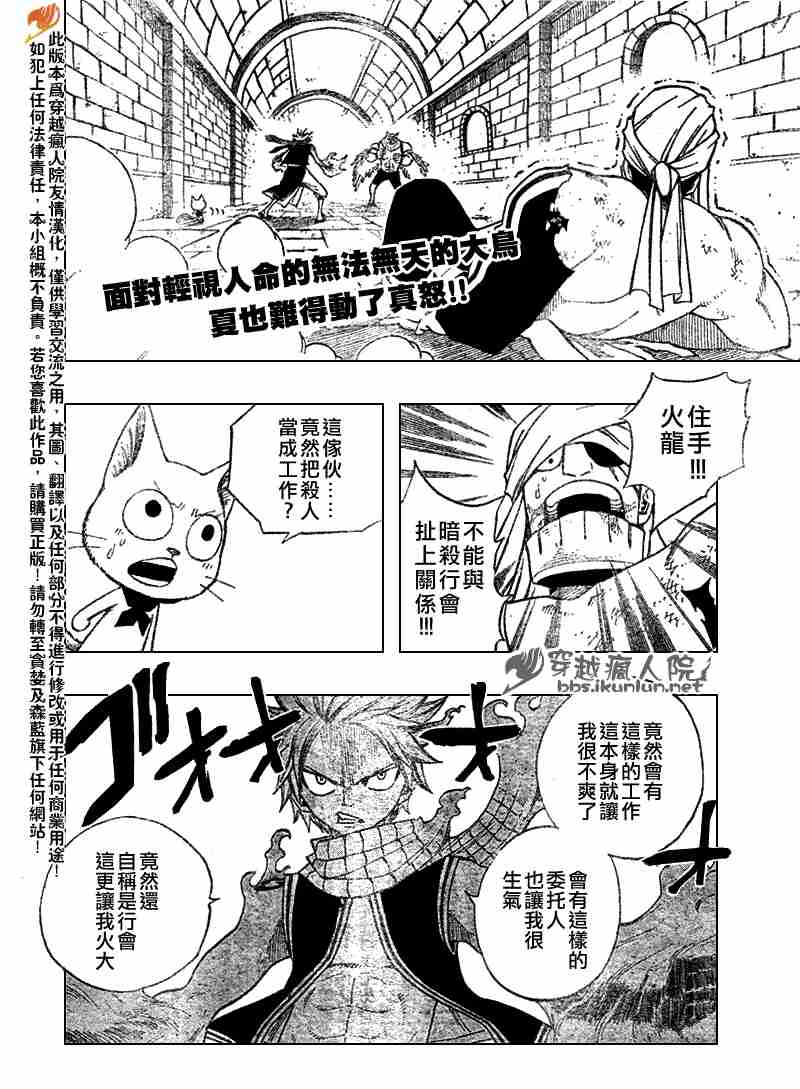 此版本爲穿越瘋人院友情漢化，僅供學習交流之用，其圖、翻譯以及任何部分不得進行修改或用于任何商業用途！
如犯上任何法律責任，本小組概不負責。若您喜歡此作品，請購買正版！請勿轉至貪婪及森藍旗下任何網站！
面對輕視人命的無法無天的大鳥
夏也難得動了真怒!!
住手!!!
火龍
不能與
暗殺行會
扯上關係!!!
這傢伙……
竟然把殺人
當成工作?
穿越瘋人院
bbs.ikunlun.net
竟然會有
這樣的工作
這本身就讓
我很不爽了
會有這樣的
委托人
也讓我很
生氣
竟然還
自稱是行會
這更讓我火大
ゴオオ
オオ